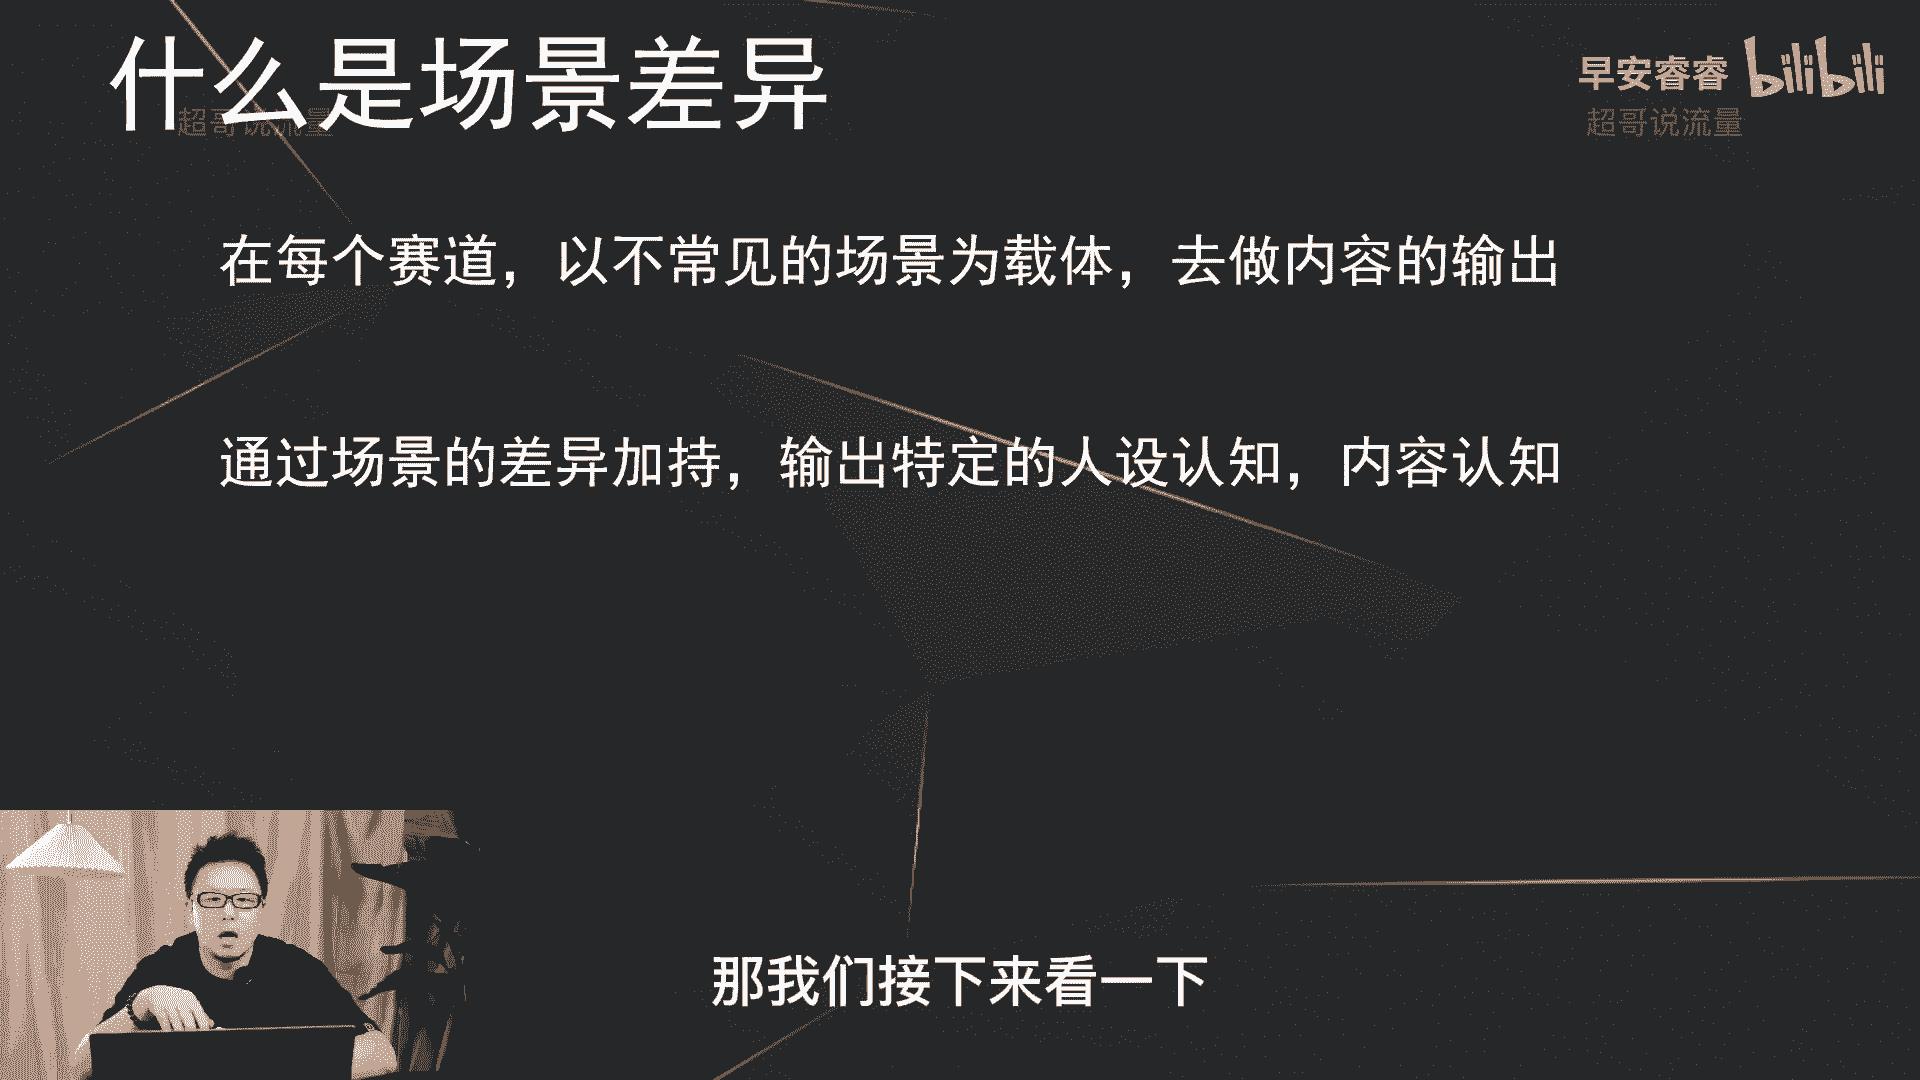 什么是场景差异
超哥说流量
早安睿睿 bilibili
超哥说流量
在每个赛道，以不常见的场景为载体，去做内容的输出
通过场景的差异加持，输出特定的人设认知，内容认知
那我们接下来看一下